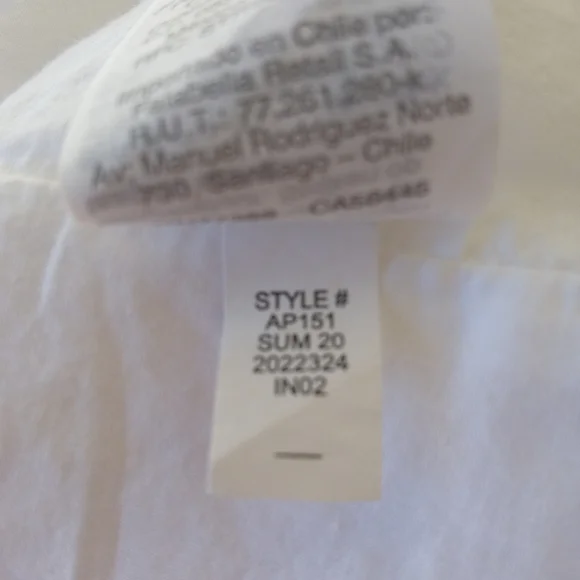 en Chile por:
Falabella Retail S.A.
R.U.T.: 77.261.280-k
Av: Manuel Rodriguez Norte
730, Santiago - Chile
STYLE #
AP151
SUM 20
2022324
IN02